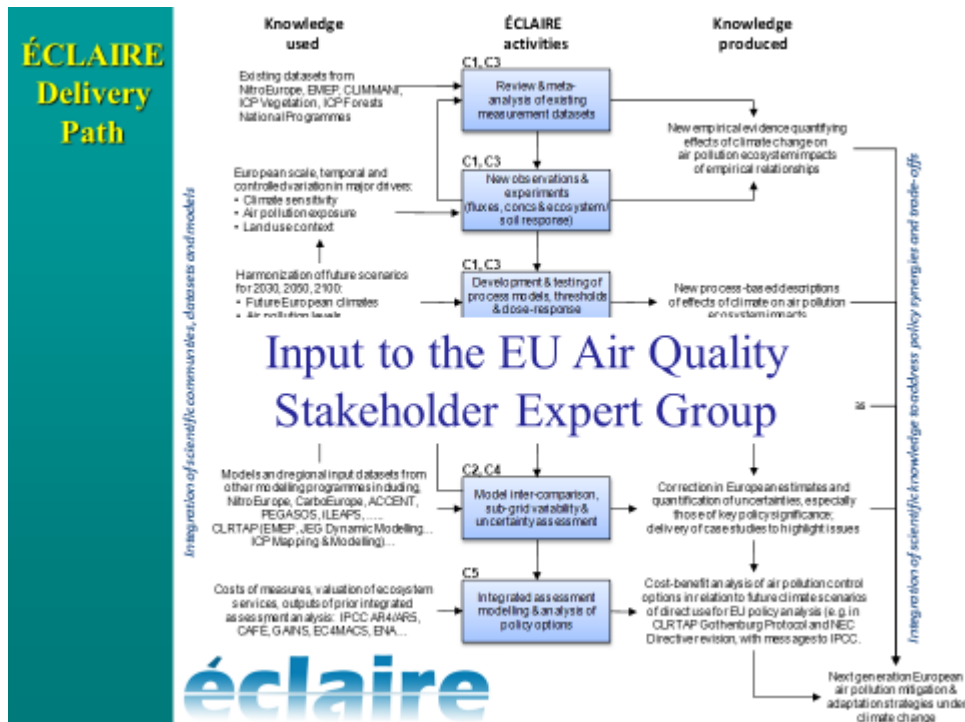 ÉCLAIRE
Delivery
Path
Knowledge
used
ÉCLAIRE
activities
Knowledge
produced
Existing datasets from
NitroEurope, EMEP, CLIMMANI,
ICP Vegetation, ICP Forests
National Programmes
C1, C3
Review & meta-
analysis of existing
measurement datasets
New empirical evidence quantifying
effects of climate change on
air pollution ecosystem impacts
of empirical relationships
European scale, temporal and
controlled variation in major drivers:
• Climate sensitivity
• Air pollution exposure
• Land use context
C1, C3
New observations &
experiments
(fluxes, concs & ecosystem/
soil response)
Harmonization of future scenarios
for 2030, 2050, 2100:
• Future European climates
• Air pollution levels
C1, C3
Development & testing of
process models, thresholds
& dose-response
New process-based descriptions
of effects of climate on air pollution
ecosystem impacts
Input to the EU Air Quality
Stakeholder Expert Group
Models and regional input datasets from
other modelling programmes including,
NitroEurope, CarboEurope, ACCENT,
PEGASOS, iLEAPS, ……
CLRTAP (EMEP, JEG Dynamic Modelling…
ICP Mapping & Modelling)…
C2, C4
Model inter-comparison,
sub-grid variability &
uncertainty assessment
Correction in European estimates and
quantification of uncertainties, especially
those of key policy significance;
delivery of case studies to highlight issues
Costs of measures, valuation of ecosystem
services, outputs of prior integrated
assessment analysis: IPCC AR4/AR5,
CAFÉ, GAINS, EC4MACS, ENA…
C5
Integrated assessment
modelling & analysis of
policy options
Cost-benefit analysis of air pollution control
options in relation to future climate scenarios
of direct use for EU policy analysis (e.g. in
CLRTAP Gothenburg Protocol and NEC
Directive revision, with messages to IPCC.
Next generation European
air pollution mitigation &
adaptation strategies under
climate change
Integration of scientific communities, datasets and models
Integration of scientific knowledge to address policy synergies and trade-offs
éclaire